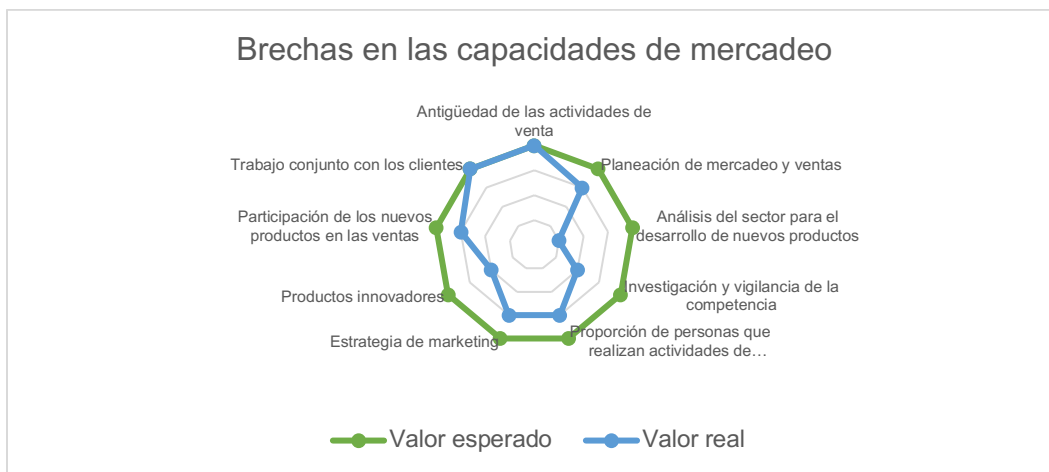 Brechas en las capacidades de mercadeo
Antigüedad de las actividades de
venta
Planeación de mercadeo y ventas
Análisis del sector para el
desarrollo de nuevos productos
Investigación y vigilancia de la
competencia
Proporción de personas que
realizan actividades de…
Estrategia de marketing
Productos innovadores
Participación de los nuevos
productos en las ventas
Trabajo conjunto con los clientes
Valor esperado
Valor real